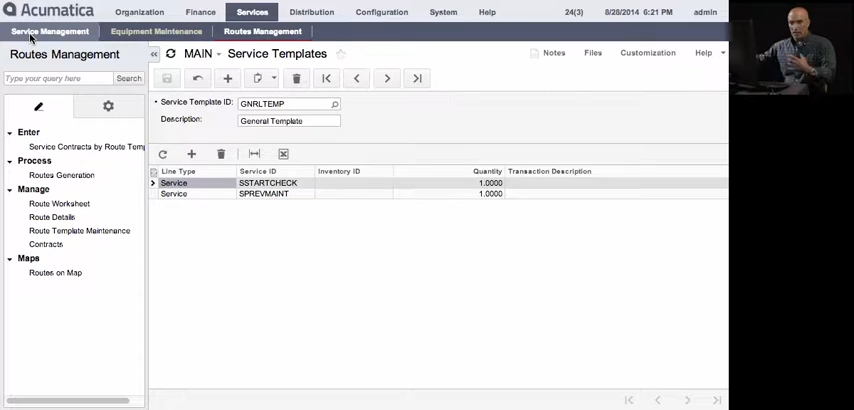 Acumatica Organization Finance Services Distribution Configuration System Help 24(3) 8/28/2014 6:21 PM admin
Service Management Equipment Maintenance Routes Management
Routes Management
MAIN Service Templates Notes Files Customization Help
Type your query here Search
Service Template ID: GNRLTEMP
Description: General Template
Enter
Service Contracts by Route Temp
Process
Routes Generation
Manage
Route Worksheet
Route Details
Route Template Maintenance
Contracts
Maps
Routes on Map
Line Type Service ID Inventory ID Quantity Transaction Description
Service SSTARTCHECK 1.0000
Service SPREVMAINT 1.0000